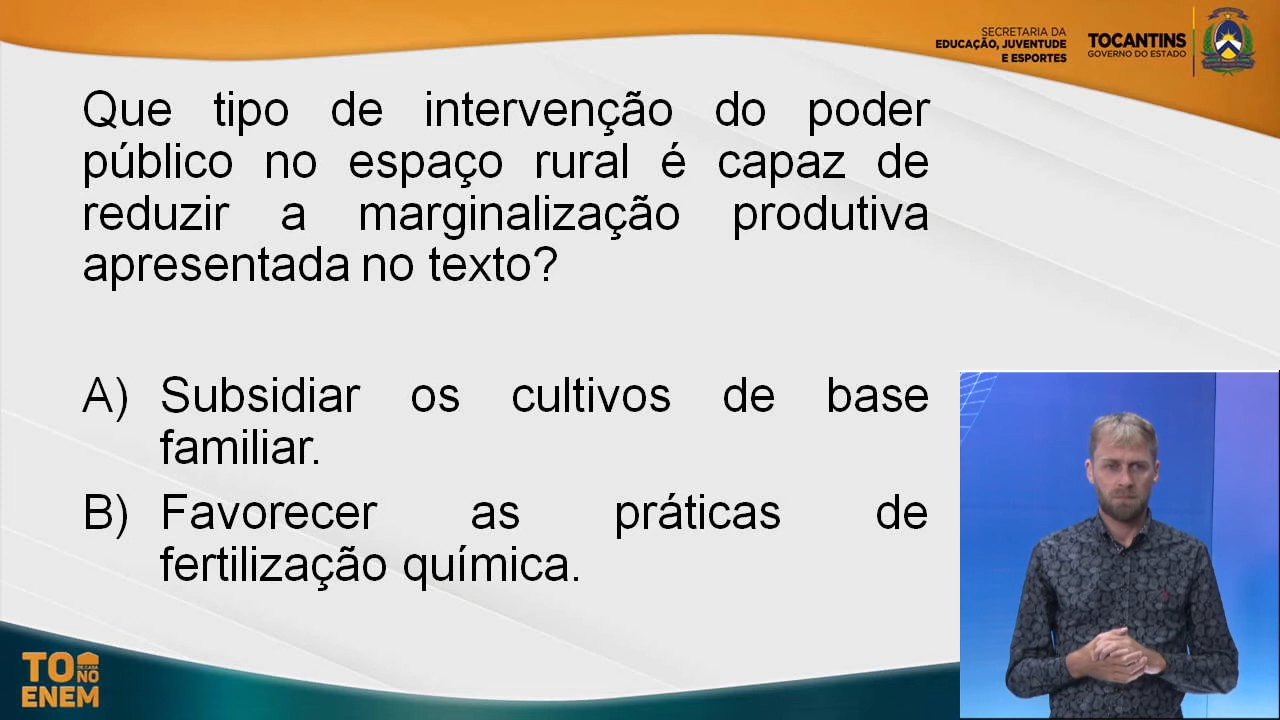 SECRETARIA DA
EDUCAÇÃO, JUVENTUDE
E ESPORTES
TOCANTINS
GOVERNO DO ESTADO
Que tipo de intervenção do poder
público no espaço rural é capaz de
reduzir a marginalização produtiva
apresentada no texto?
A) Subsidiar os cultivos de base
familiar.
B) Favorecer as práticas de
fertilização química.
TO DE CASA
NO
ENEM